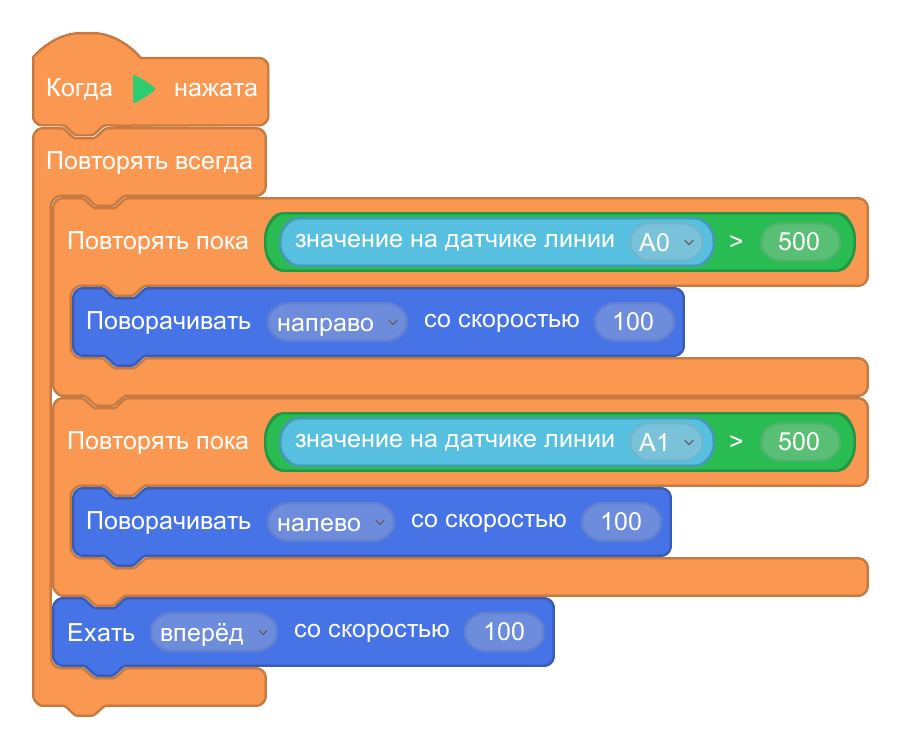 Когда нажата
Повторять всегда
Повторять пока значение на датчике линии A0 > 500
Поворачивать направо со скоростью 100
Повторять пока значение на датчике линии A1 > 500
Поворачивать налево со скоростью 100
Ехать вперёд со скоростью 100